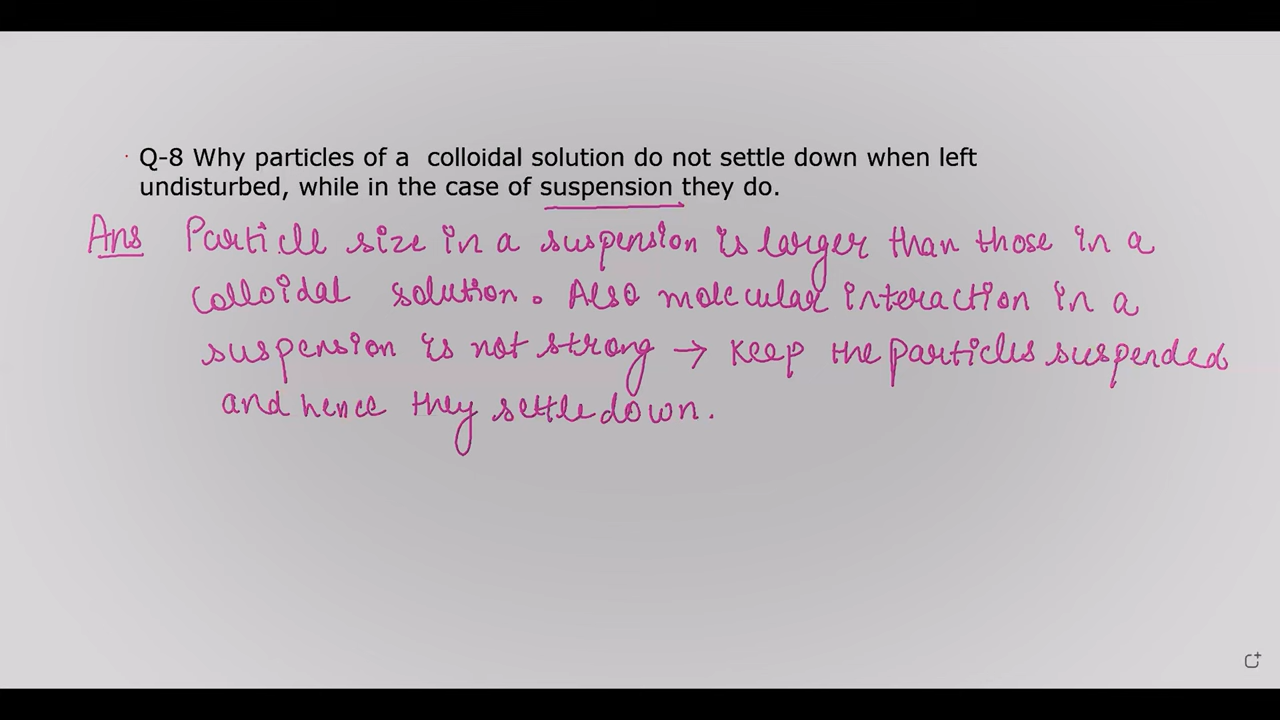 Q-8 Why particles of a colloidal solution do not settle down when left
undisturbed, while in the case of suspension they do.
Ans Particle size in a suspension is larger than those in a
colloidal solution. Also molecular interaction in a
suspension is not strong → Keep the particles suspended
and hence they settle down.